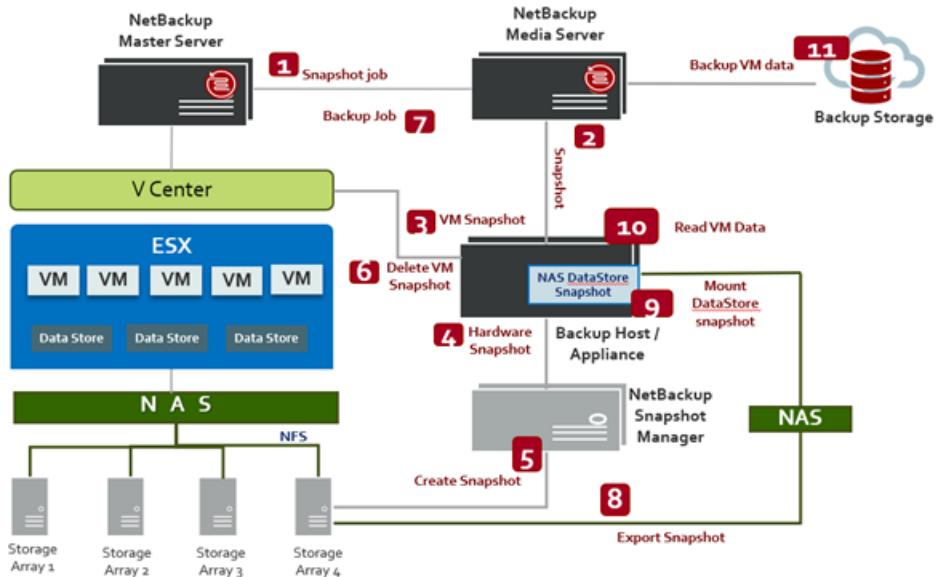 NetBackup
Master Server
NetBackup
Media Server
1
Snapshot job
Backup VM data
11
Backup Job
7
2
Backup Storage
Snapshot
V Center
3
VM Snapshot
10
Read VM Data
ESX
VM
VM
VM
VM
VM
6
Delete VM
Snapshot
NAS DataStore
Snapshot
9
Mount
DataStore
snapshot
Data Store
Data Store
Data Store
4
Hardware
Snapshot
Backup Host /
Appliance
N A S
NFS
NetBackup
Snapshot
Manager
NAS
5
Create Snapshot
8
Export Snapshot
Storage
Array 1
Storage
Array 2
Storage
Array 3
Storage
Array 4